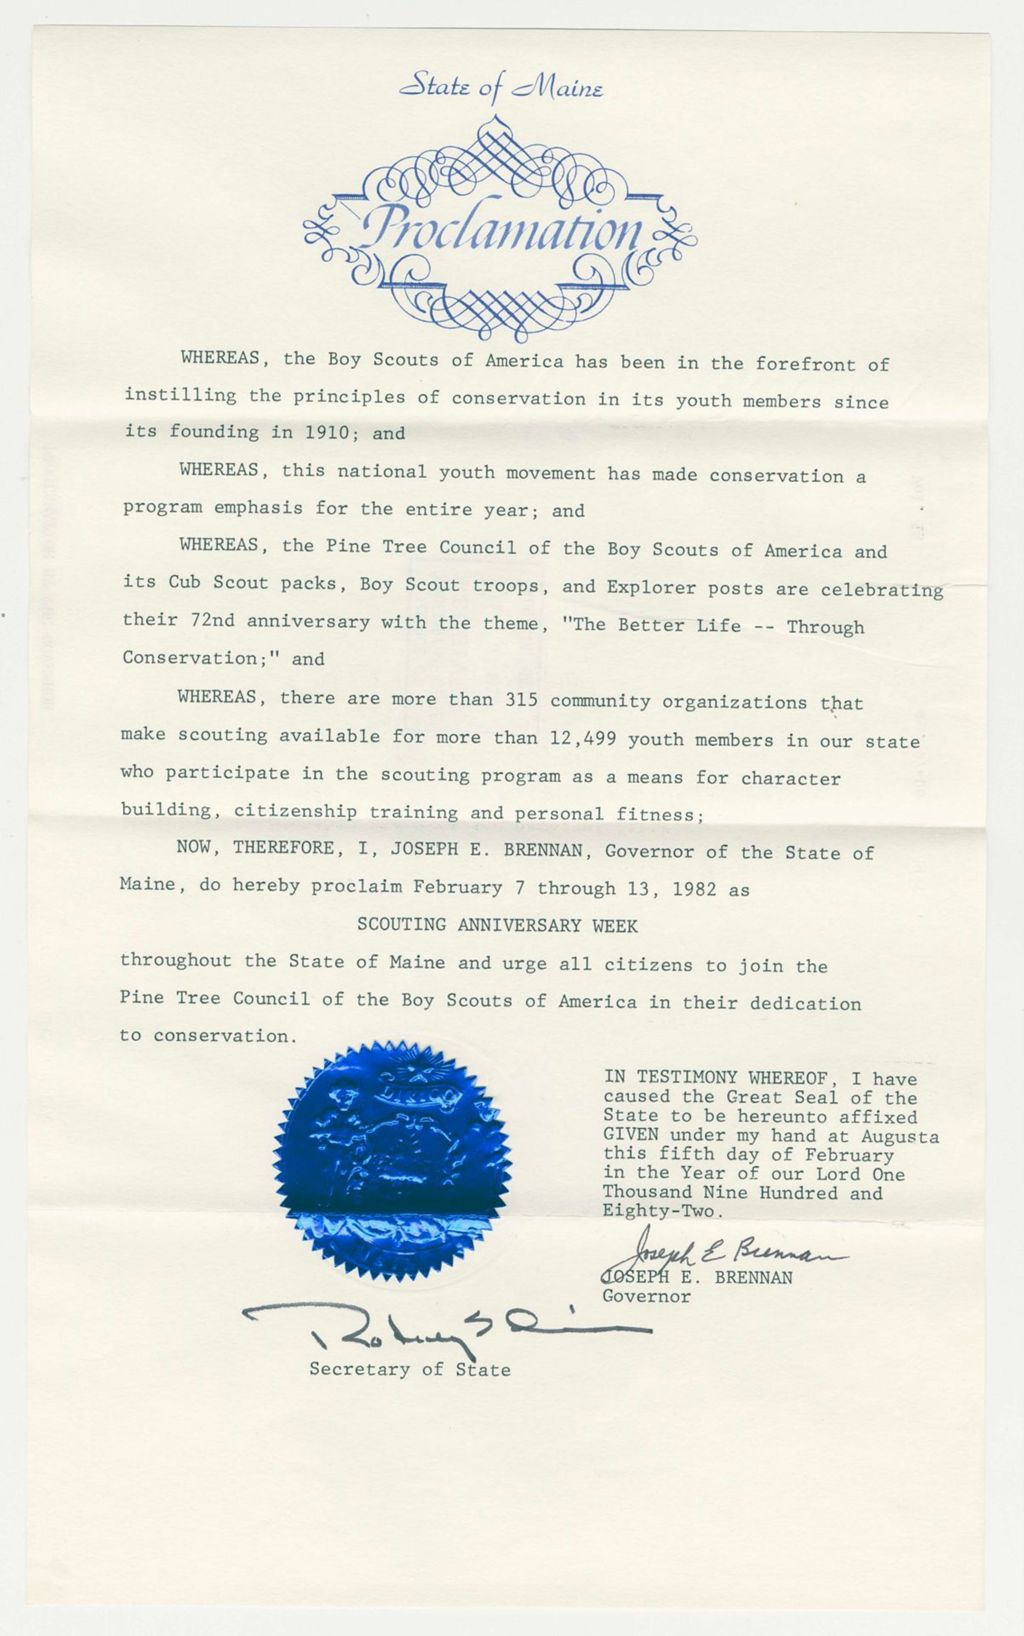 State of Maine
Proclamation
WHEREAS, the Boy Scouts of America has been in the forefront of
instilling the principles of conservation in its youth members since
its founding in 1910; and
WHEREAS, this national youth movement has made conservation a
program emphasis for the entire year; and
WHEREAS, the Pine Tree Council of the Boy Scouts of America and
its Cub Scout packs, Boy Scout troops, and Explorer posts are celebrating
their 72nd anniversary with the theme, "The Better Life -- Through
Conservation;" and
WHEREAS, there are more than 315 community organizations that
make scouting available for more than 12,499 youth members in our state
who participate in the scouting program as a means for character
building, citizenship training and personal fitness;
NOW, THEREFORE, I, JOSEPH E. BRENNAN, Governor of the State of
Maine, do hereby proclaim February 7 through 13, 1982 as
SCOUTING ANNIVERSARY WEEK
throughout the State of Maine and urge all citizens to join the
Pine Tree Council of the Boy Scouts of America in their dedication
to conservation.
IN TESTIMONY WHEREOF, I have
caused the Great Seal of the
State to be hereunto affixed
GIVEN under my hand at Augusta
this fifth day of February
in the Year of our Lord One
Thousand Nine Hundred and
Eighty-Two.
Joseph E Brennan
JOSEPH E. BRENNAN
Governor
Rodney S
Secretary of State